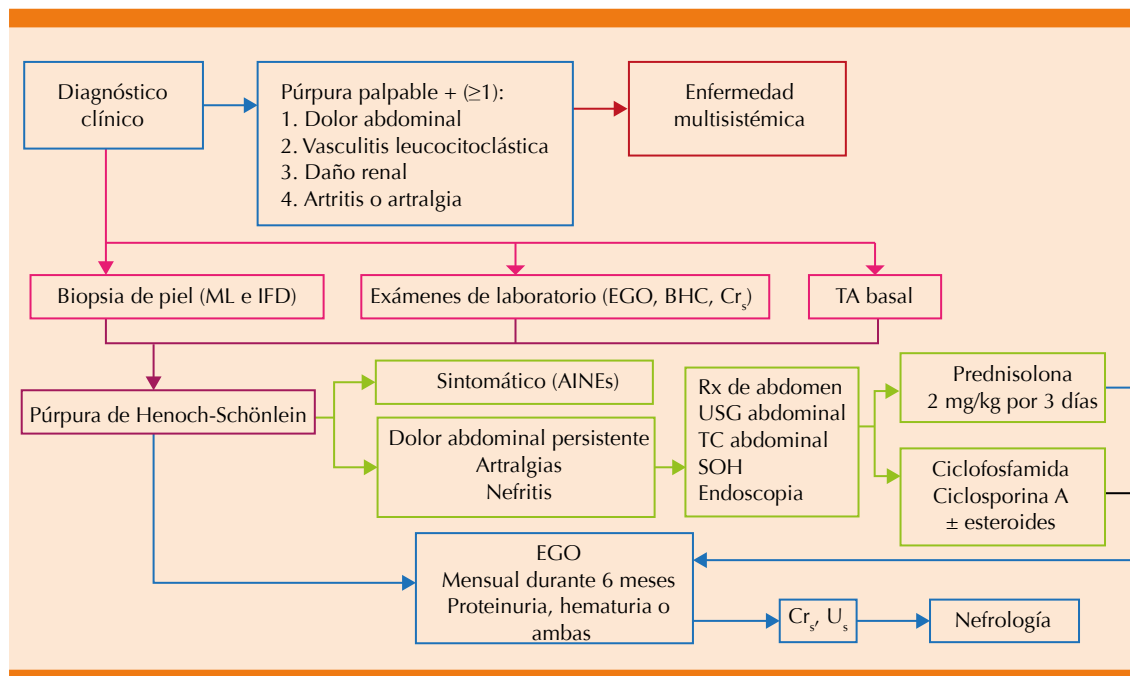 Diagnóstico
clínico
Púrpura palpable + (≥1):
1. Dolor abdominal
2. Vasculitis leucocitoclástica
3. Daño renal
4. Artritis o artralgia
Enfermedad
multisistémica
Biopsia de piel (ML e IFD)
Exámenes de laboratorio (EGO, BHC, Crs)
TA basal
Púrpura de Henoch-Schönlein
Sintomático (AINEs)
Dolor abdominal persistente
Artralgias
Nefritis
Rx de abdomen
USG abdominal
TC abdominal
SOH
Endoscopia
Prednisolona
2 mg/kg por 3 días
Ciclofosfamida
Ciclosporina A
± esteroides
EGO
Mensual durante 6 meses
Proteinuria, hematuria o
ambas
Crs, Us
Nefrología